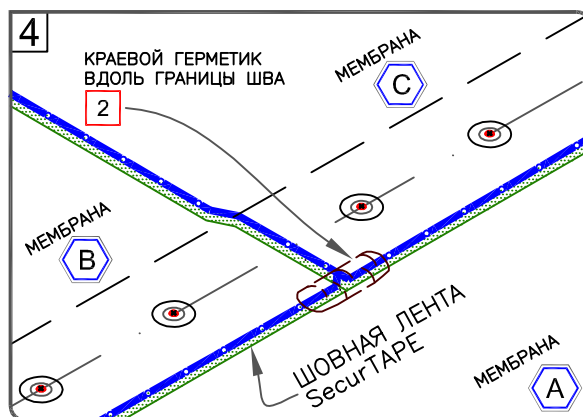 4
КРАЕВОЙ ГЕРМЕТИК
ВДОЛЬ ГРАНИЦЫ ШВА
2
МЕМБРАНА
C
МЕМБРАНА
B
ШОВНАЯ ЛЕНТА
SecurTAPE
МЕМБРАНА
A